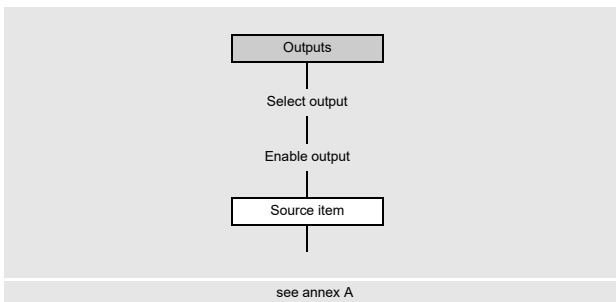 Outputs
Select output
Enable output
Source item
see annex A